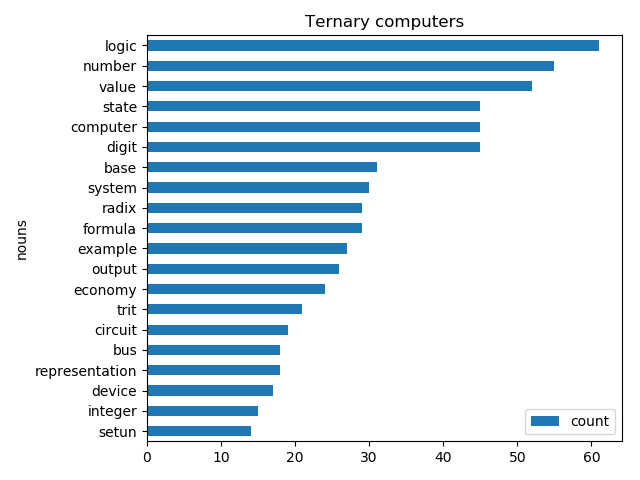 Ternary computers
logic
number
value
state
computer
digit
base
system
radix
formula
example
output
economy
trit
circuit
bus
representation
device
integer
setun
nouns
count
0 10 20 30 40 50 60